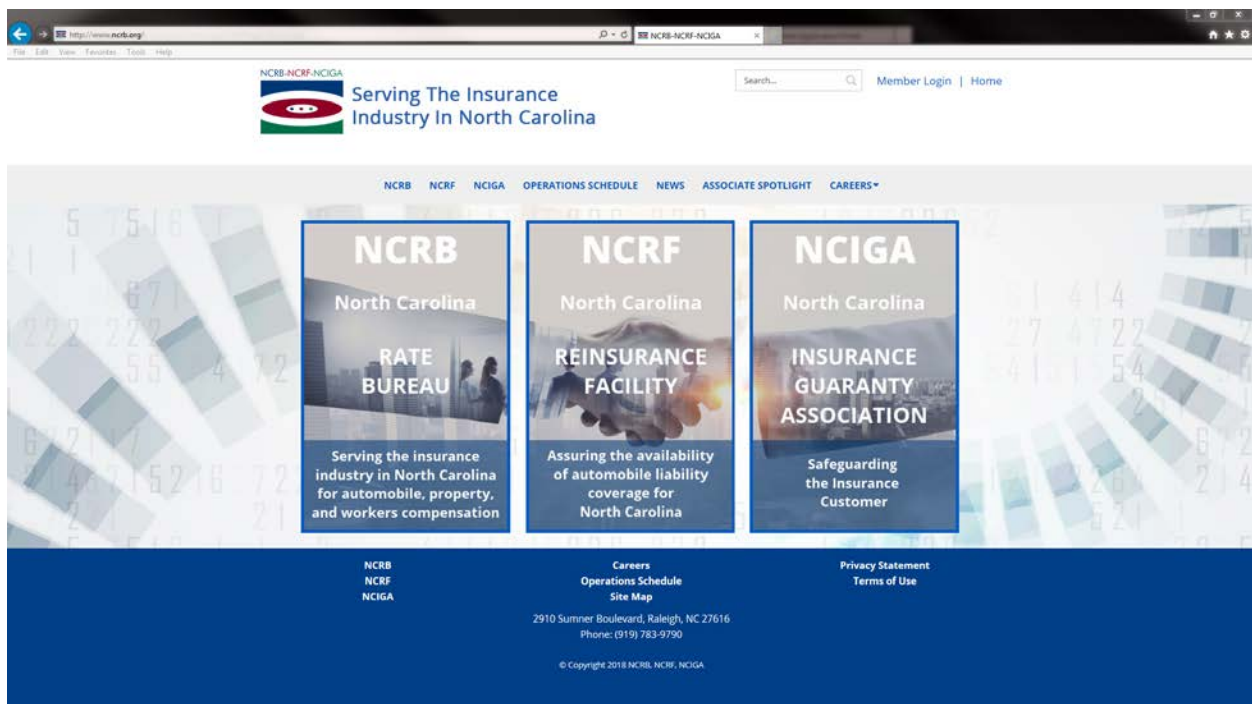 http://www.ncrb.org/
NCRB-NCRF-NCIGA
File Edit View Favorites Tools Help
NCRB-NCRF-NCIGA
Serving The Insurance
Industry In North Carolina
Search...
Member Login | Home
NCRB NCRF NCIGA OPERATIONS SCHEDULE NEWS ASSOCIATE SPOTLIGHT CAREERS
NCRB
North Carolina
RATE
BUREAU
Serving the insurance
industry in North Carolina
for automobile, property,
and workers compensation
NCRF
North Carolina
REINSURANCE
FACILITY
Assuring the availability
of automobile liability
coverage for
North Carolina
NCIGA
North Carolina
INSURANCE
GUARANTY
ASSOCIATION
Safeguarding
the Insurance
Customer
NCRB
NCRF
NCIGA
Careers
Operations Schedule
Site Map
Privacy Statement
Terms of Use
2910 Sumner Boulevard, Raleigh, NC 27616
Phone: (919) 783-9790
© Copyright 2018 NCRB, NCRF, NCIGA